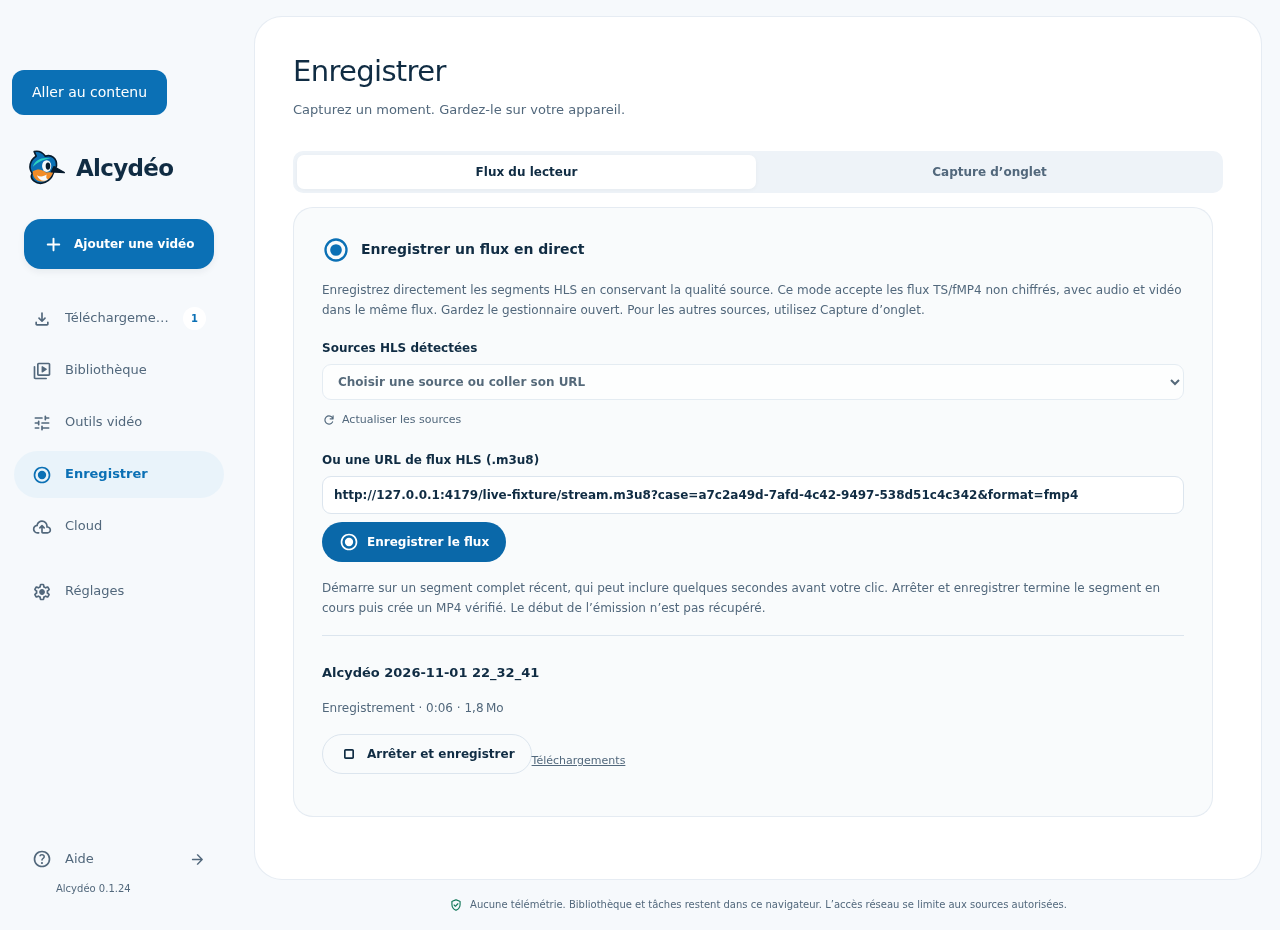 Aller au contenu
Alcydéo
Ajouter une vidéo
Téléchargeme… 1
Bibliothèque
Outils vidéo
Enregistrer
Cloud
Réglages
Aide
Alcydéo 0.1.24
Enregistrer
Capturez un moment. Gardez-le sur votre appareil.
Flux du lecteur
Capture d’onglet
Enregistrer un flux en direct
Enregistrez directement les segments HLS en conservant la qualité source. Ce mode accepte les flux TS/fMP4 non chiffrés, avec audio et vidéo
dans le même flux. Gardez le gestionnaire ouvert. Pour les autres sources, utilisez Capture d’onglet.
Sources HLS détectées
Choisir une source ou coller son URL
Actualiser les sources
Ou une URL de flux HLS (.m3u8)
http://127.0.0.1:4179/live-fixture/stream.m3u8?case=a7c2a49d-7afd-4c42-9497-538d51c4c342&format=fmp4
Enregistrer le flux
Démarre sur un segment complet récent, qui peut inclure quelques secondes avant votre clic. Arrêter et enregistrer termine le segment en
cours puis crée un MP4 vérifié. Le début de l’émission n’est pas récupéré.
Alcydéo 2026-11-01 22_32_41
Enregistrement · 0:06 · 1,8 Mo
Arrêter et enregistrer
Téléchargements
Aucune télémétrie. Bibliothèque et tâches restent dans ce navigateur. L’accès réseau se limite aux sources autorisées.